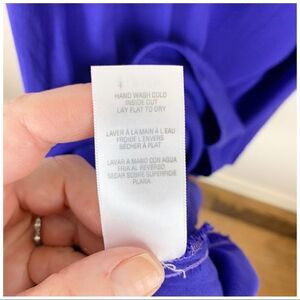 HAND WASH COLD
INSIDE OUT
LAY FLAT TO DRY
LAVER À LA MAIN À L'EAU
FROIDE L'ENVERS
SÉCHER À PLAT
LAVAR A MANO CON AGUA
FRIA AL REVERSO
SECAR SOBRE SUPERFICIE
PLANA